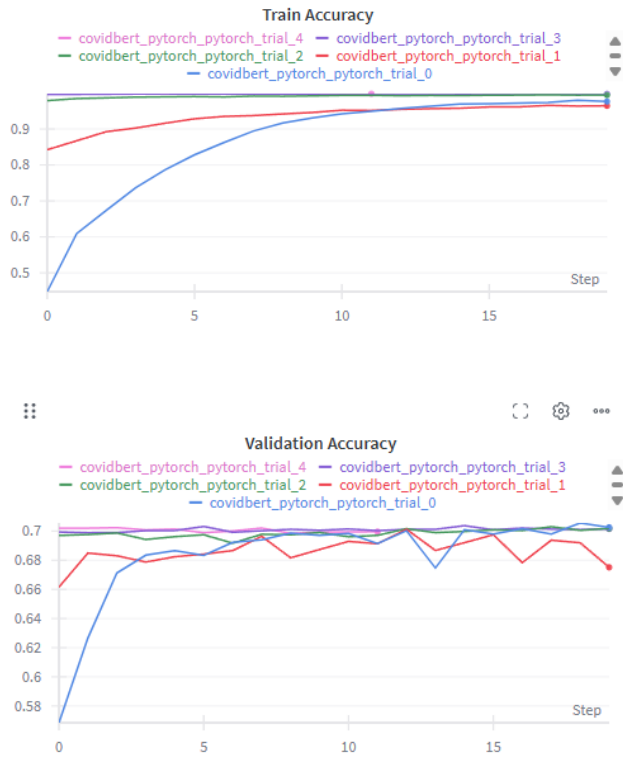 Train Accuracy
covidbert_pytorch_pytorch_trial_4 covidbert_pytorch_pytorch_trial_3
covidbert_pytorch_pytorch_trial_2 covidbert_pytorch_pytorch_trial_1
covidbert_pytorch_pytorch_trial_0
0.9
0.8
0.7
0.6
0.5
Step
0 5 10 15
Validation Accuracy
covidbert_pytorch_pytorch_trial_4 covidbert_pytorch_pytorch_trial_3
covidbert_pytorch_pytorch_trial_2 covidbert_pytorch_pytorch_trial_1
covidbert_pytorch_pytorch_trial_0
0.7
0.68
0.66
0.64
0.62
0.6
0.58
Step
0 5 10 15